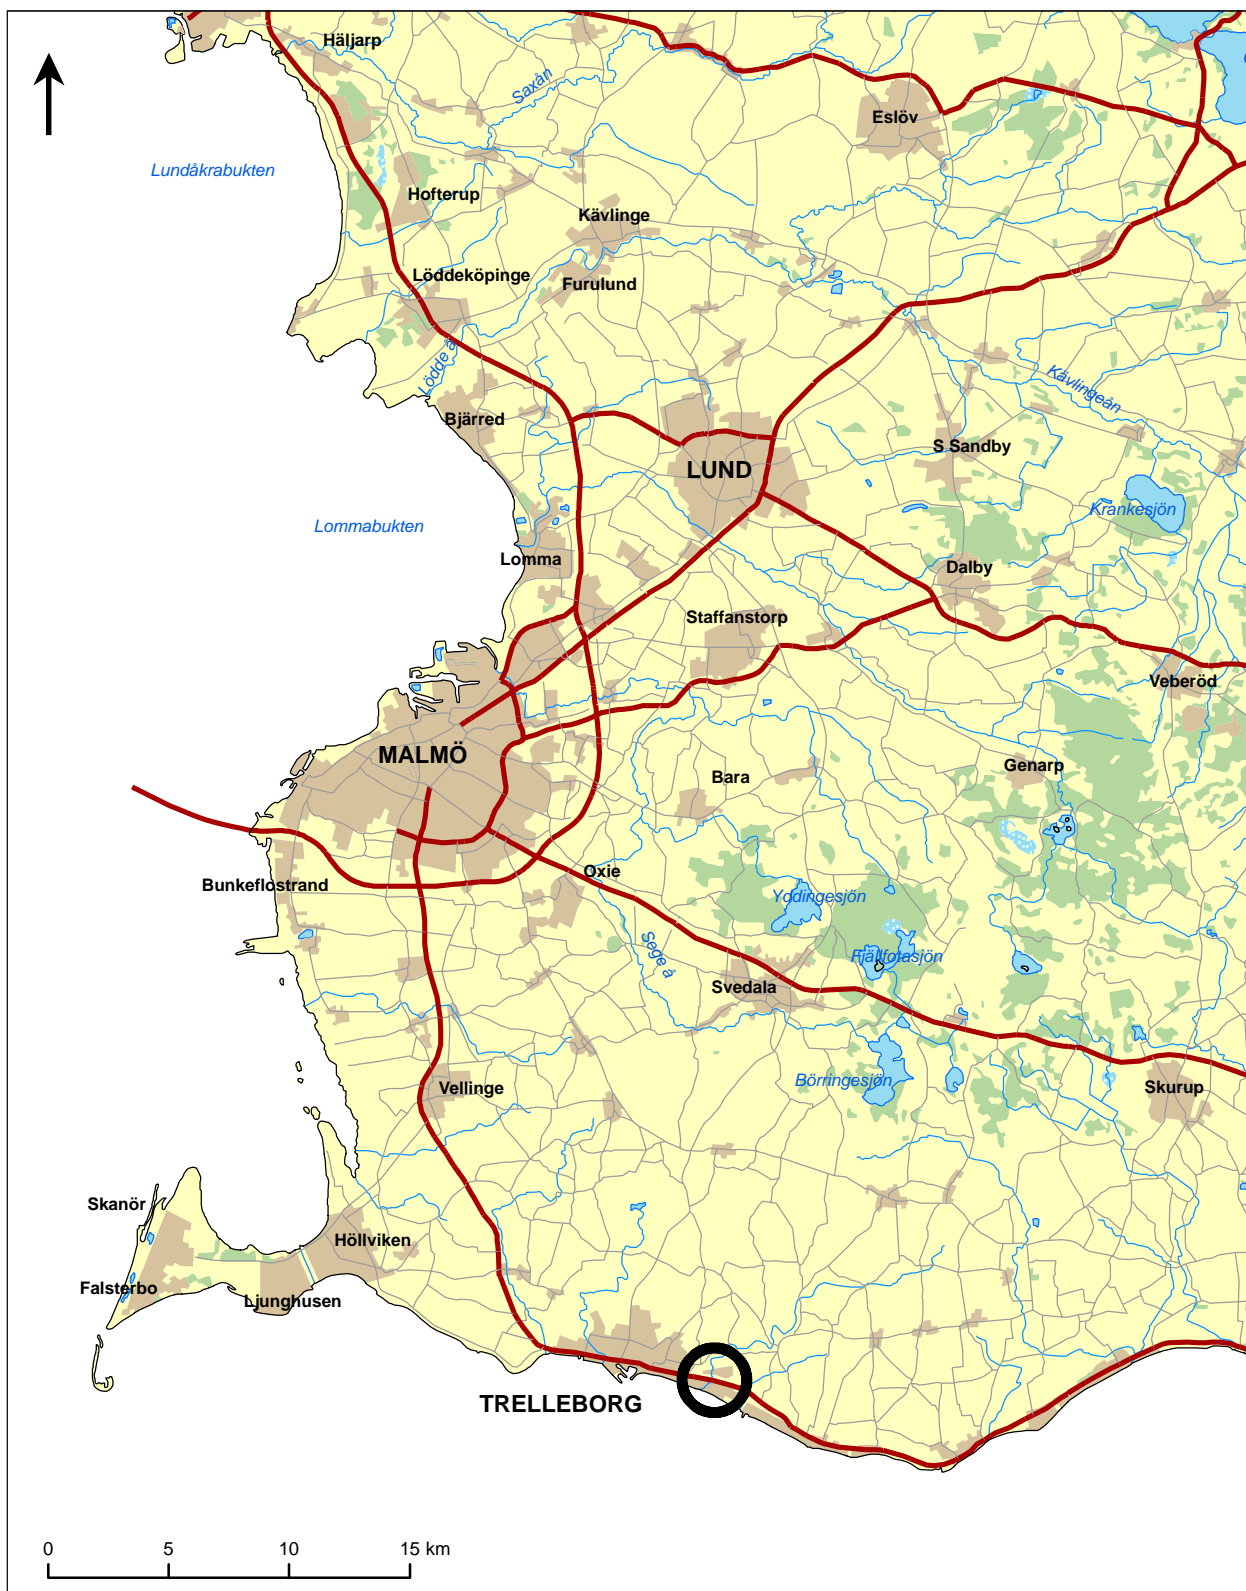 Häljarp
Saxån
Eslöv
Lundåkrabukten
Hofterup
Kävlinge
Löddeköpinge
Furulund
Lödde å
Kävlingeån
Bjärred
S Sandby
LUND
Krankesjön
Lommabukten
Lomma
Dalby
Staffanstorp
Veberöd
MALMÖ
Bara
Genarp
Oxie
Bunkeflostrand
Yddingesjön
Sege å
Fjällfotasjön
Svedala
Börringesjön
Vellinge
Skurup
Skanör
Höllviken
Falsterbo
Ljunghusen
TRELLEBORG
0 5 10 15 km